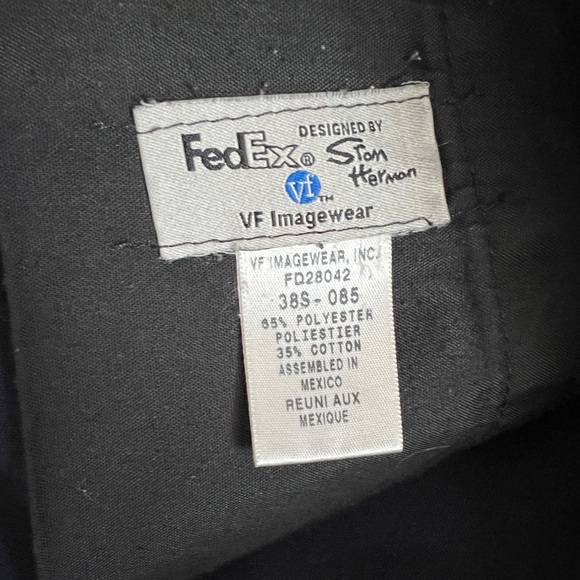 DESIGNED BY
FedEx® Stan
Herman
vf™
VF Imagewear
VF IMAGEWEAR, INC.
FD28042
38S - 085
65% POLYESTER
POLIESTIER
35% COTTON
ASSEMBLED IN
MEXICO
REUNI AUX
MEXIQUE